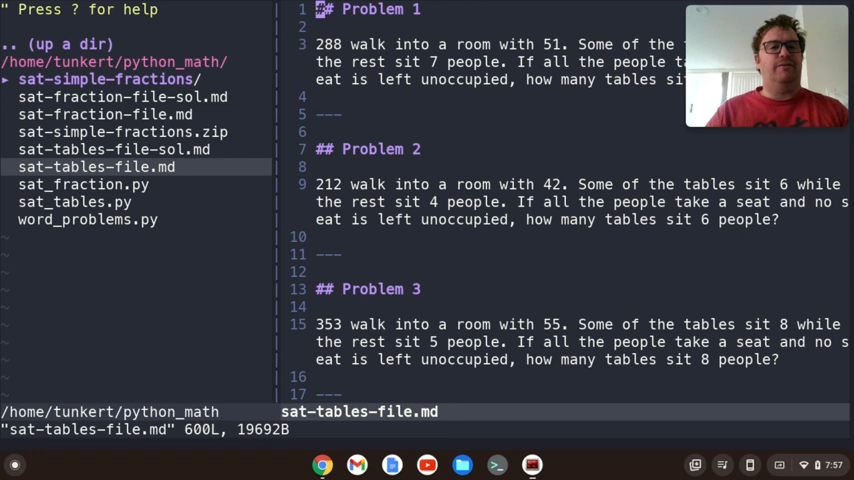 " Press ? for help
.. (up a dir)
/home/tunkert/python_math/
▸ sat-simple-fractions/
sat-fraction-file-sol.md
sat-fraction-file.md
sat-simple-fractions.zip
sat-tables-file-sol.md
sat-tables-file.md
sat_fraction.py
sat_tables.py
word_problems.py
~
~
~
~
~
~
~
~
~
~
1 ## Problem 1
2
3 288 walk into a room with 51. Some of the
the rest sit 7 people. If all the people
eat is left unoccupied, how many tables
4
5 ---
6
7 ## Problem 2
8
9 212 walk into a room with 42. Some of the tables sit 6 while
the rest sit 4 people. If all the people take a seat and no s
eat is left unoccupied, how many tables sit 6 people?
10
11 ---
12
13 ## Problem 3
14
15 353 walk into a room with 55. Some of the tables sit 8 while
the rest sit 5 people. If all the people take a seat and no s
eat is left unoccupied, how many tables sit 8 people?
16
17 ---
/home/tunkert/python_math sat-tables-file.md
"sat-tables-file.md" 600L, 19692B
7:57